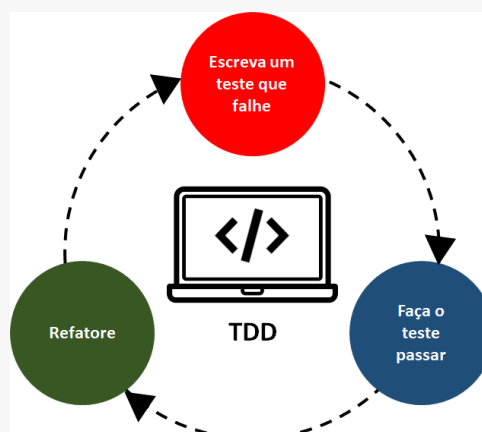 Escreva um
teste que
falhe
</>
TDD
Faça o
teste
passar
Refatore